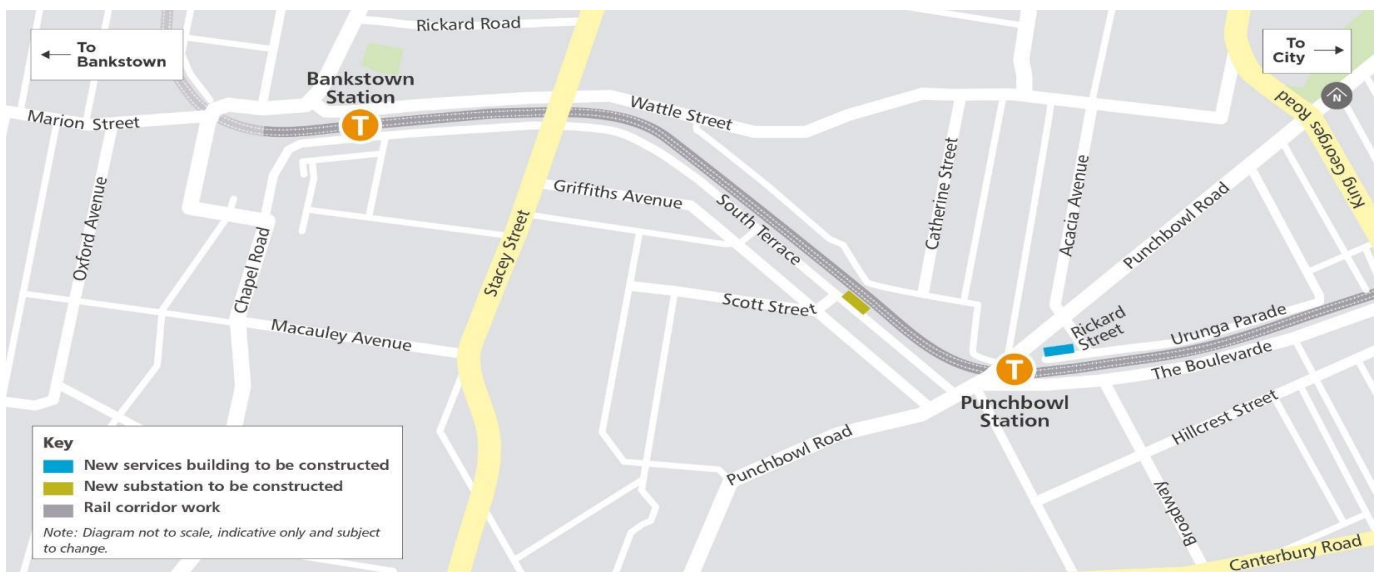 To
Bankstown
Rickard Road
To
City
N
Bankstown
Station
T
Marion Street
Wattle Street
King Georges Road
Oxford Avenue
Chapel Road
Stacey Street
Griffiths Avenue
South Terrace
Catherine Street
Acacia Avenue
Punchbowl Road
Scott Street
Macauley Avenue
Rickard
Street
Urunga Parade
The Boulevarde
T
Punchbowl
Station
Hillcrest Street
Punchbowl Road
Broadway
Canterbury Road
Key
New services building to be constructed
New substation to be constructed
Rail corridor work
Note: Diagram not to scale, indicative only and subject
to change.